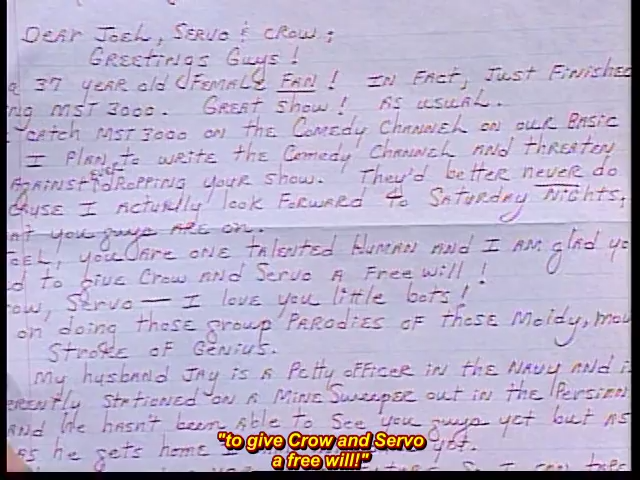 Dear Joel, Servo & Crow;
Greetings Guys!
37 year old (Female FAN! In fact, Just Finished
ng MST 3000. Great show! As usual.
catch MST 3000 on the Comedy Channel on our Basic
I plan to write the Comedy Channel and threaten
Against ever dropping your show. They'd better never do
cause I actually look forward to Saturday Nights,
at you guys are on.
oel, you are one talented Human and I am glad yo
d to give Crow and Servo a Free will!
ow, Servo — I love you little bots!
on doing those group parodies of those Moldy, mov
Stroke of Genius.
My husband Jay is a Petty officer in the Navy and i
rently stationed on a Mine Sweeper out in the Persian
And He hasn't been able to see you guys yet but as
as he gets home I yet.
"to give Crow and Servo
a free will!"